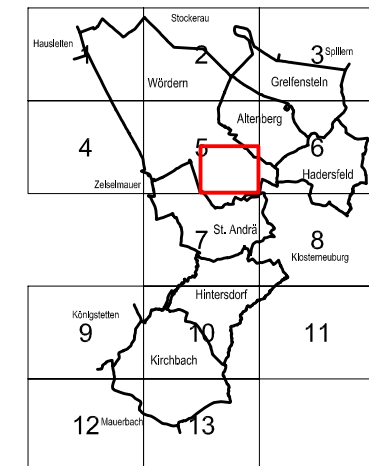 Stockerau
Hausletten
1
2
3 Spillern
Wördern
Greifenstein
Altenberg
4
5
6
Hadersfeld
Zeiselmauer
St. Andrä
7
8
Klosterneuburg
Hintersdorf
Königstetten
9
10
11
Kirchbach
12 Mauerbach
13